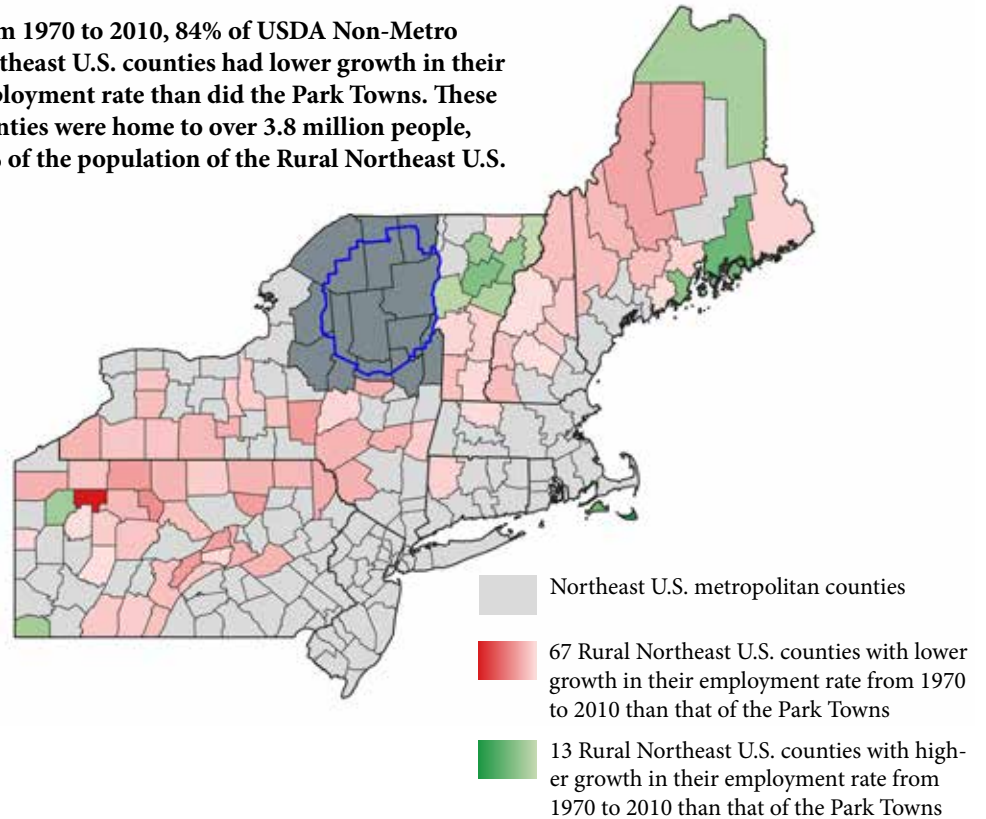 m 1970 to 2010, 84% of USDA Non-Metro
theast U.S. counties had lower growth in their
ployment rate than did the Park Towns. These
nties were home to over 3.8 million people,
of the population of the Rural Northeast U.S.
Northeast U.S. metropolitan counties
67 Rural Northeast U.S. counties with lower
growth in their employment rate from 1970
to 2010 than that of the Park Towns
13 Rural Northeast U.S. counties with high-
er growth in their employment rate from
1970 to 2010 than that of the Park Towns